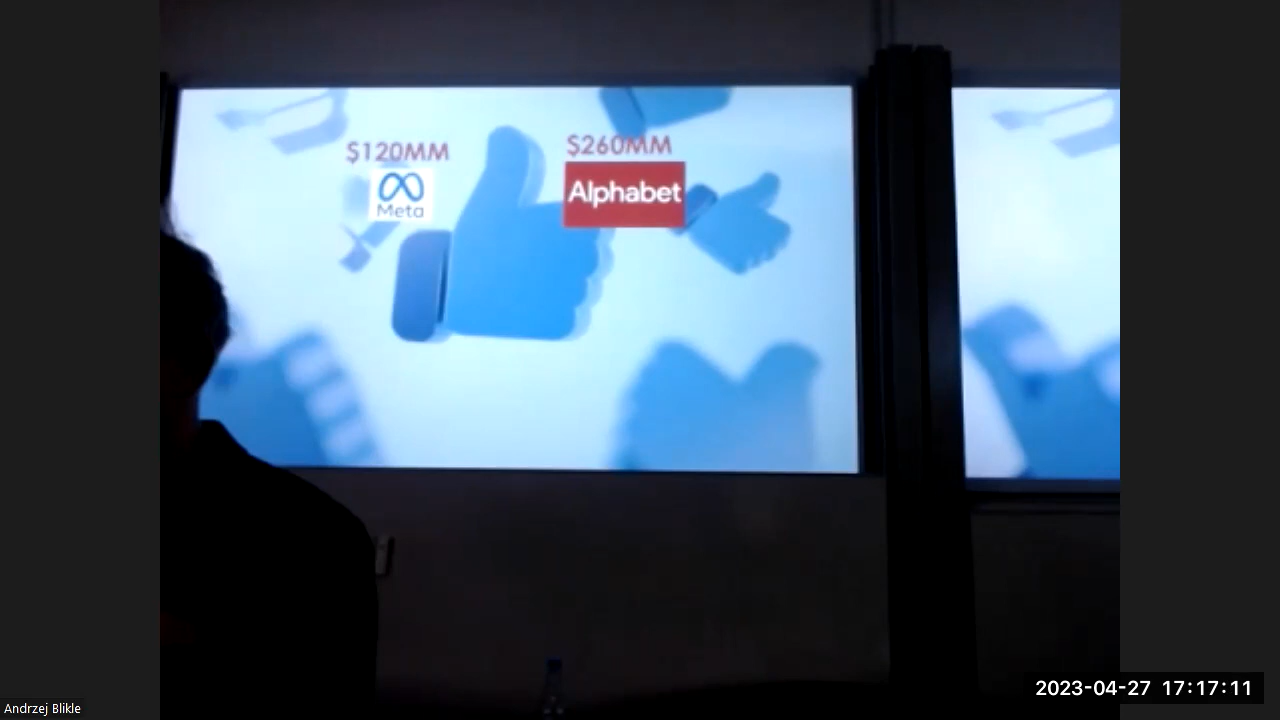 $120MM
$260MM
Meta
Alphabet
Andrzej Blikle
2023-04-27 17:17:11